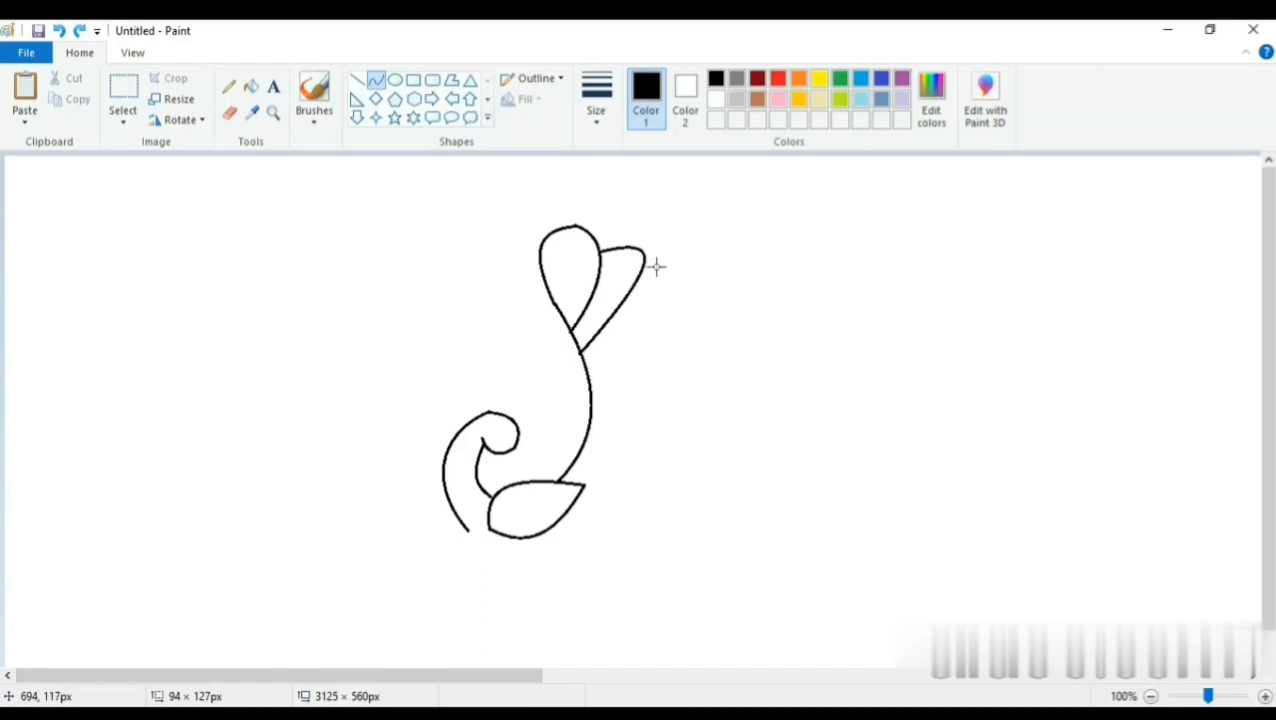 Untitled - Paint
File Home View
Paste
Cut
Copy
Clipboard
Select
Crop
Resize
Rotate
Image
Tools
Brushes
Shapes
Outline
Fill
Size
Color 1
Color 2
Edit colors
Colors
Edit with Paint 3D
694, 117px 94 × 127px 3125 × 560px 100%